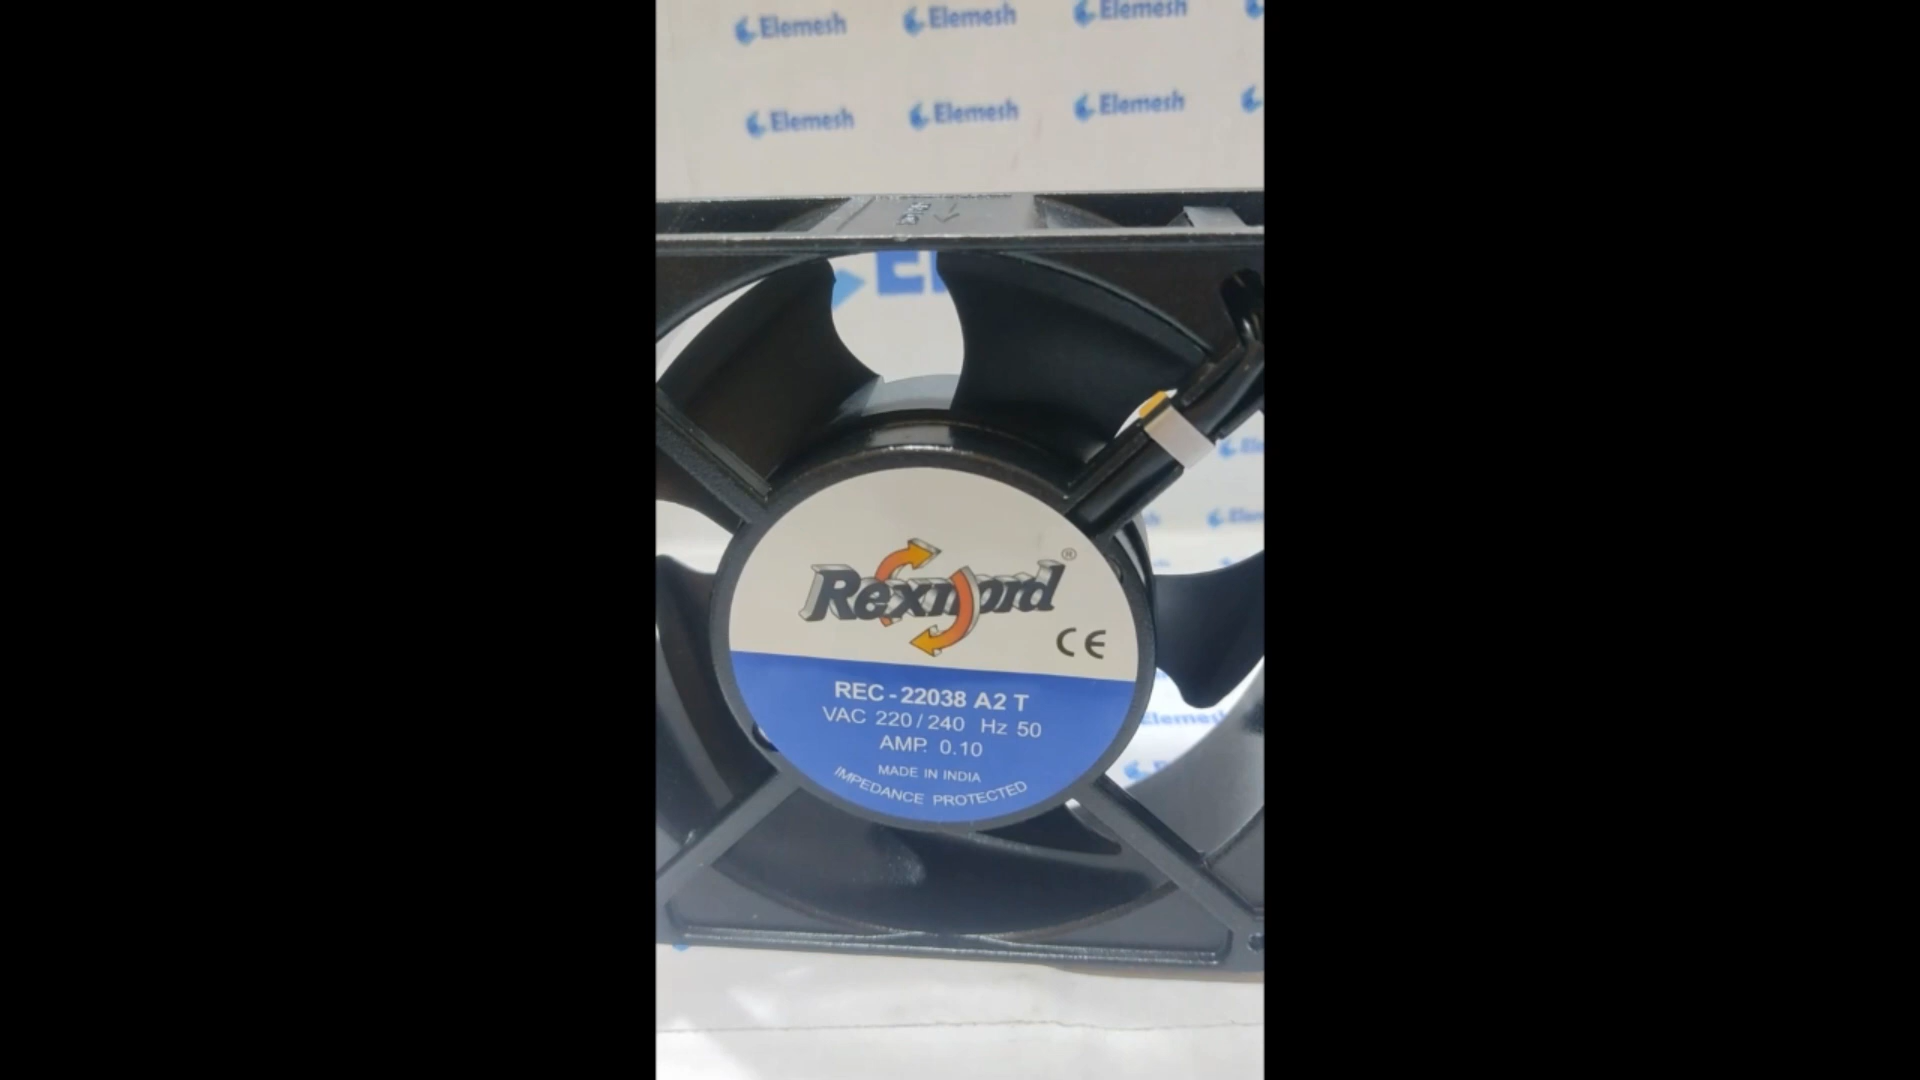 Elemesh Elemesh Elemesh
Elemesh Elemesh Elemesh
Rexnord ®
CE
REC - 22038 A2 T
VAC 220 / 240 Hz 50
AMP. 0.10
MADE IN INDIA
IMPEDANCE PROTECTED